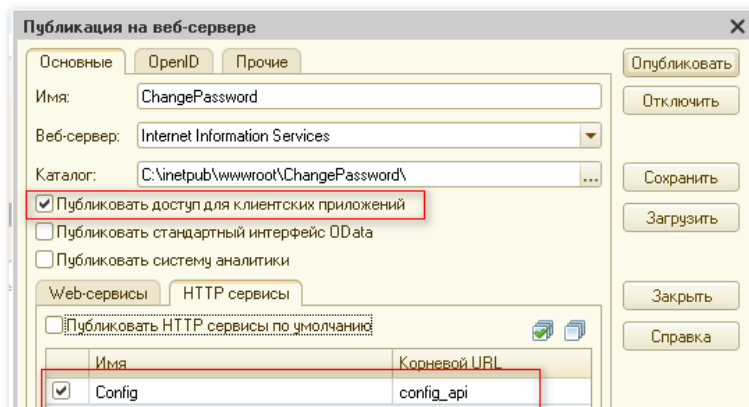 Публикация на веб-сервере
Основные OpenID Прочие
Опубликовать
Имя: ChangePassword
Отключить
Веб-сервер: Internet Information Services
Каталог: C:\inetpub\wwwroot\ChangePassword\ ...
Сохранить
Публиковать доступ для клиентских приложений
Загрузить
Публиковать стандартный интерфейс OData
Публиковать систему аналитики
Web-сервисы HTTP сервисы
Закрыть
Публиковать HTTP сервисы по умолчанию
Справка
Имя Корневой URL
Config config_api